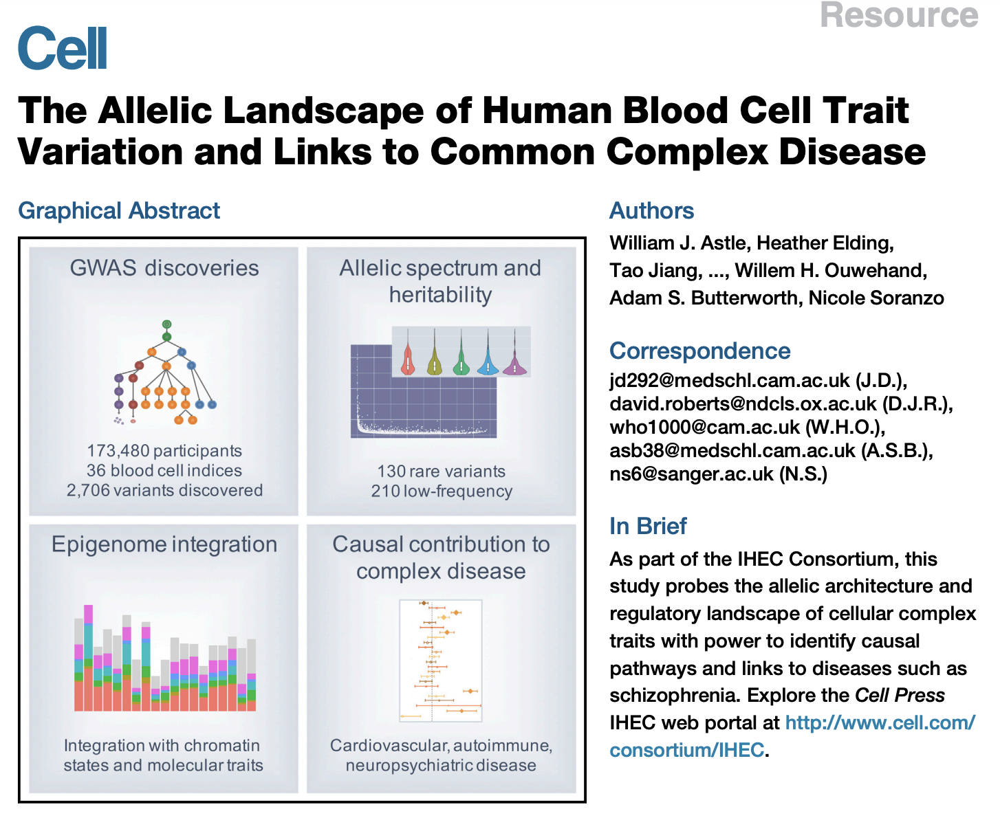 Resource
Cell
The Allelic Landscape of Human Blood Cell Trait
Variation and Links to Common Complex Disease
Graphical Abstract
GWAS discoveries
173,480 participants
36 blood cell indices
2,706 variants discovered
Allelic spectrum and
heritability
130 rare variants
210 low-frequency
Epigenome integration
Integration with chromatin
states and molecular traits
Causal contribution to
complex disease
Cardiovascular, autoimmune,
neuropsychiatric disease
Authors
William J. Astle, Heather Elding,
Tao Jiang, ..., Willem H. Ouwehand,
Adam S. Butterworth, Nicole Soranzo
Correspondence
jd292@medschl.cam.ac.uk (J.D.),
david.roberts@ndcls.ox.ac.uk (D.J.R.),
who1000@cam.ac.uk (W.H.O.),
asb38@medschl.cam.ac.uk (A.S.B.),
ns6@sanger.ac.uk (N.S.)
In Brief
As part of the IHEC Consortium, this
study probes the allelic architecture and
regulatory landscape of cellular complex
traits with power to identify causal
pathways and links to diseases such as
schizophrenia. Explore the Cell Press
IHEC web portal at http://www.cell.com/
consortium/IHEC.